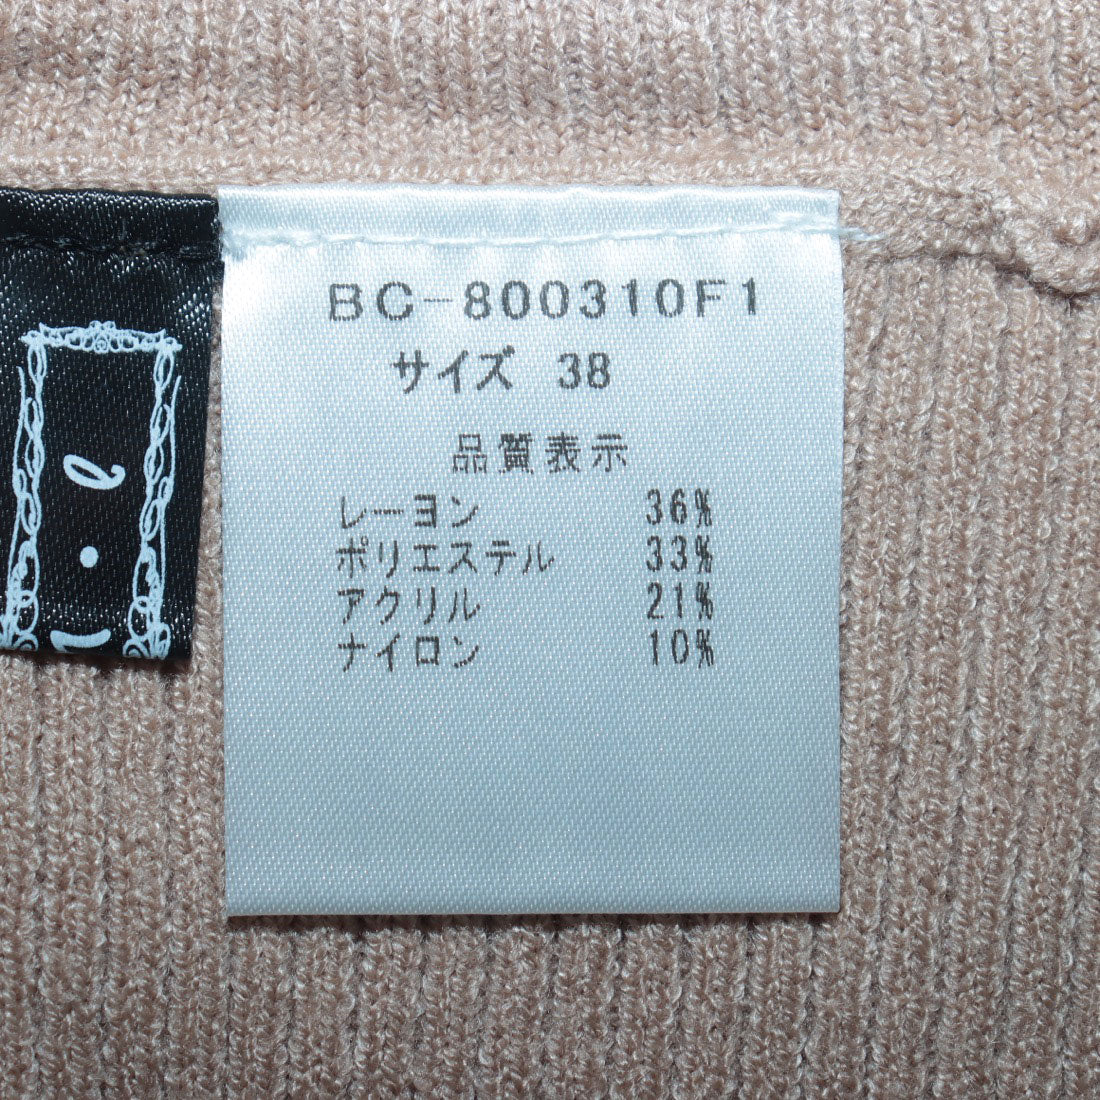 BC-800310F1
サイズ 38
品質表示
レーヨン 36%
ポリエステル 33%
アクリル 21%
ナイロン 10%